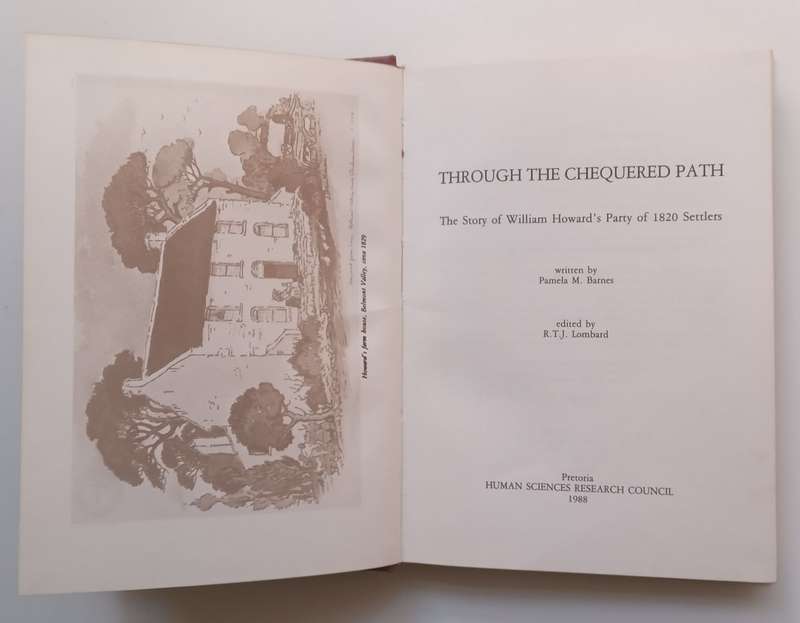 Howard's farm house, Belmont Valley, circa 1829
THROUGH THE CHEQUERED PATH
The Story of William Howard's Party of 1820 Settlers
written by
Pamela M. Barnes
edited by
R.T.J. Lombard
Pretoria
HUMAN SCIENCES RESEARCH COUNCIL
1988